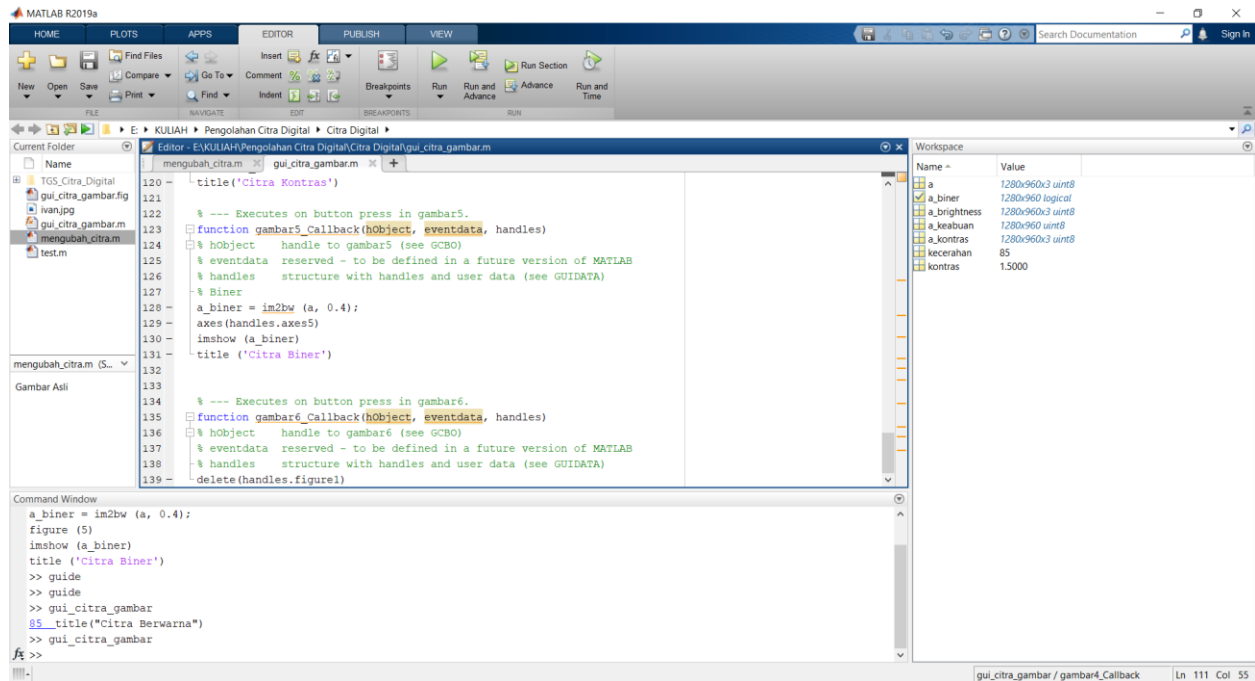 MATLAB R2019a
HOME PLOTS APPS EDITOR PUBLISH VIEW
Search Documentation
Sign In
New Open Save
Find Files
Compare
Print
FILE
Go To
Find
NAVIGATE
Insert fx
Comment
Indent
EDIT
Breakpoints
BREAKPOINTS
Run
Run and Advance
Run Section
Advance
Run and Time
RUN
E: KULIAH Pengolahan Citra Digital Citra Digital
Current Folder
Name
TGS_Citra_Digital
gui_citra_gambar.fig
ivan.jpg
gui_citra_gambar.m
mengubah_citra.m
test.m
mengubah_citra.m (S...
Gambar Asli
Editor - E:\KULIAH\Pengolahan Citra Digital\Citra Digital\gui_citra_gambar.m
mengubah_citra.m gui_citra_gambar.m
120 title('Citra Kontras')
121
122 % --- Executes on button press in gambar5.
123 function gambar5_Callback(hObject, eventdata, handles)
124 % hObject handle to gambar5 (see GCBO)
125 % eventdata reserved - to be defined in a future version of MATLAB
126 % handles structure with handles and user data (see GUIDATA)
127 % Biner
128 a_biner = im2bw (a, 0.4);
129 axes(handles.axes5)
130 imshow (a_biner)
131 title ('Citra Biner')
132
133
134 % --- Executes on button press in gambar6.
135 function gambar6_Callback(hObject, eventdata, handles)
136 % hObject handle to gambar6 (see GCBO)
137 % eventdata reserved - to be defined in a future version of MATLAB
138 % handles structure with handles and user data (see GUIDATA)
139 delete(handles.figure1)
Command Window
a_biner = im2bw (a, 0.4);
figure (5)
imshow (a_biner)
title ('Citra Biner')
>> guide
>> guide
>> gui_citra_gambar
85 title("Citra Berwarna")
>> gui_citra_gambar
fx >>
Workspace
Name Value
a 1280x960x3 uint8
a_biner 1280x960 logical
a_brightness 1280x960x3 uint8
a_keabuan 1280x960 uint8
a_kontras 1280x960x3 uint8
kecerahan 85
kontras 1.5000
gui_citra_gambar / gambar4_Callback
Ln 111 Col 55